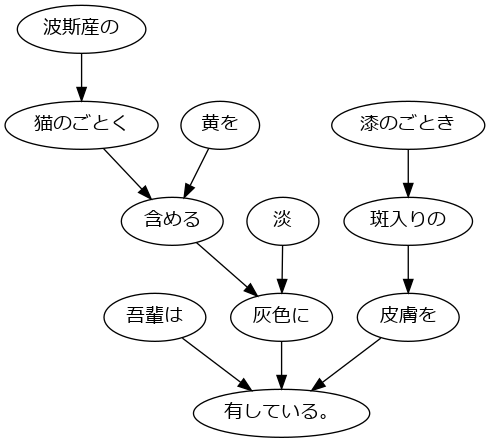 波斯産の
猫のごとく
黄を
漆のごとき
含める
淡
斑入りの
吾輩は
灰色に
皮膚を
有している。